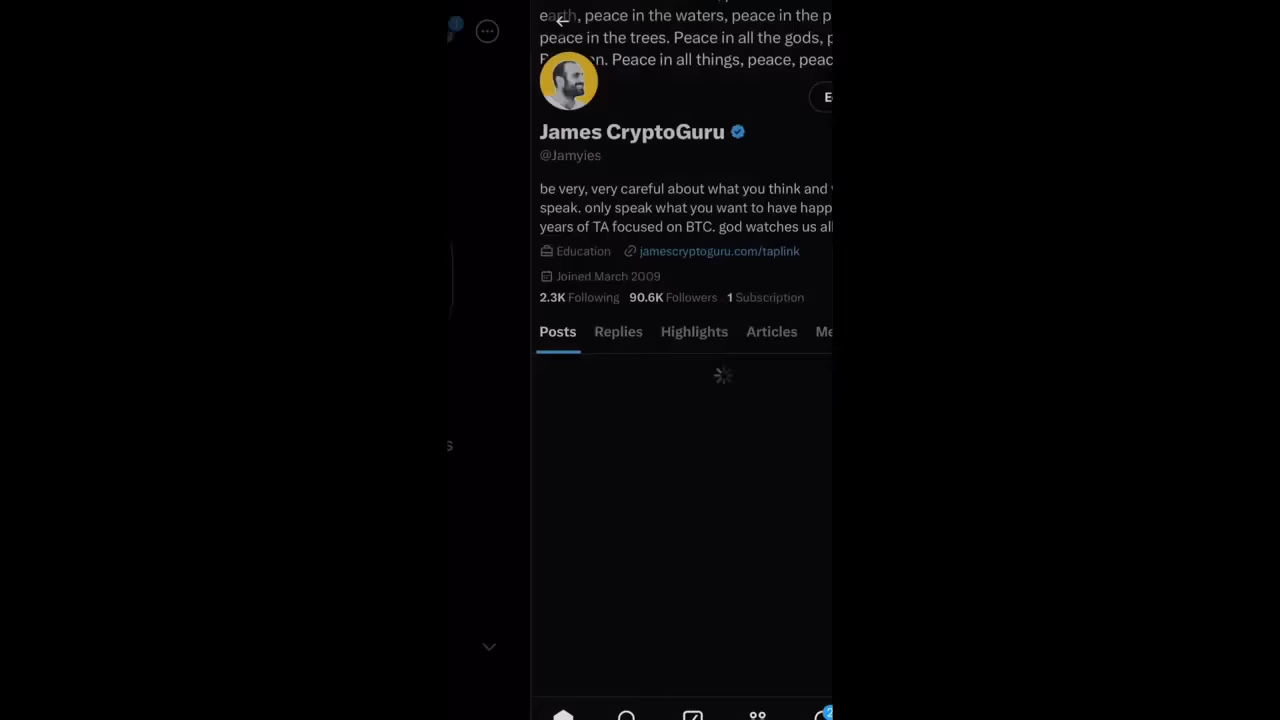 earth, peace in the waters, peace in the p
peace in the trees. Peace in all the gods, p
n. Peace in all things, peace, peac
James CryptoGuru
@Jamyies
be very, very careful about what you think and
speak. only speak what you want to have happ
years of TA focused on BTC. god watches us all
Education jamescryptoguru.com/taplink
Joined March 2009
2.3K Following 90.6K Followers 1 Subscription
Posts Replies Highlights Articles Me